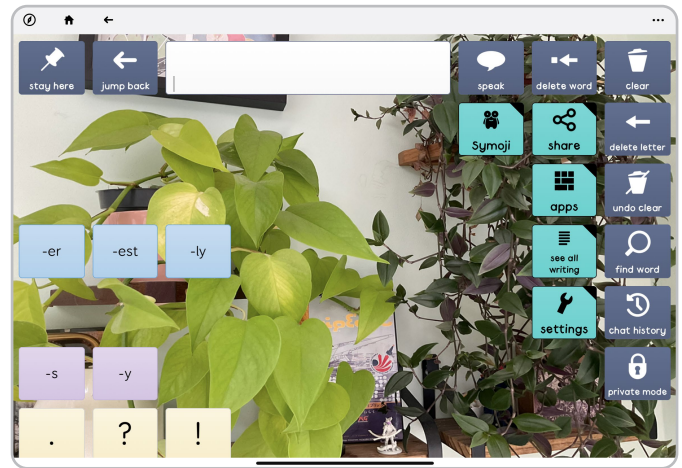 stay here
jump back
speak
delete word
clear
Symoji
share
delete letter
apps
undo clear
-er
-est
-ly
see all
writing
find word
settings
chat history
-s
-y
private mode
.
?
!